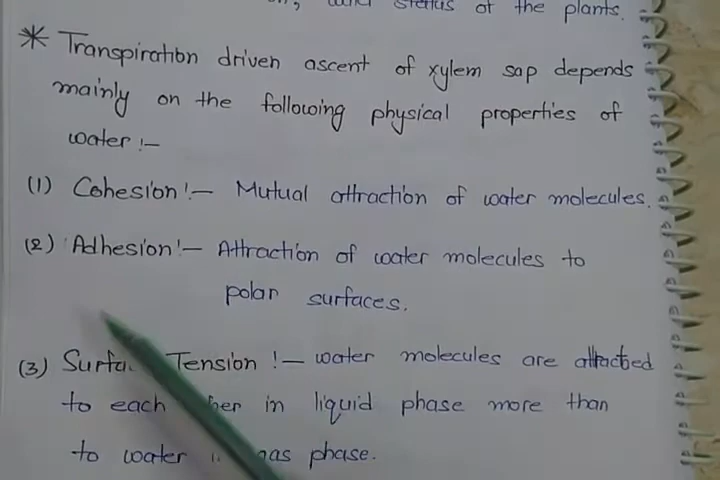 status of the plants.
* Transpiration driven ascent of xylem sap depends
mainly on the following physical properties of
water :-
(1) Cohesion :- Mutual attraction of water molecules.
(2) Adhesion :- Attraction of water molecules to
polar surfaces.
(3) Tension :- water molecules are attracted
to each in liquid phase more than
to water phase.